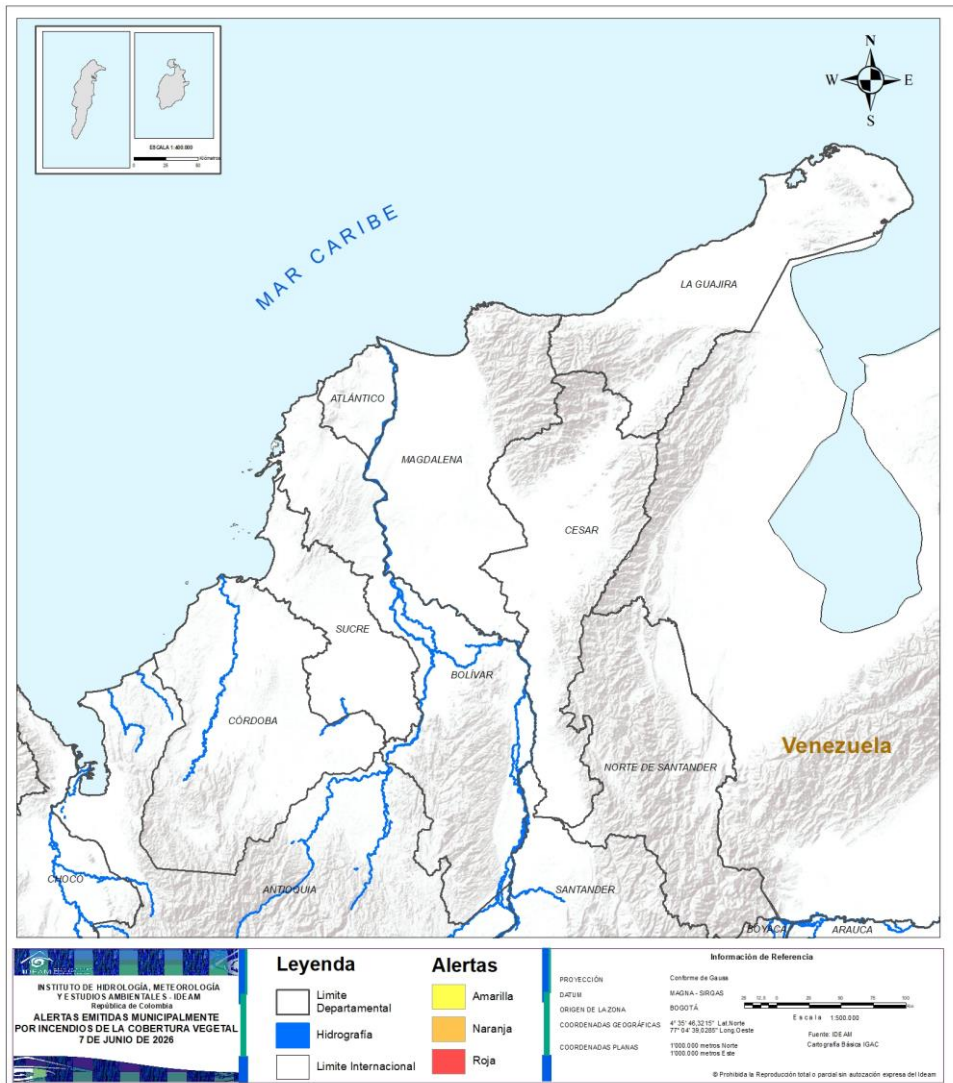 ESCALA 1:400.000
Kilómetros
N
W
E
S
MAR CARIBE
LA GUAJIRA
ATLÁNTICO
MAGDALENA
CESAR
SUCRE
BOLÍVAR
CÓRDOBA
NORTE DE SANTANDER
Venezuela
CHOCÓ
ANTIOQUIA
SANTANDER
BOYACÁ
ARAUCA
IDEAM
INSTITUTO DE HIDROLOGÍA, METEOROLOGÍA
Y ESTUDIOS AMBIENTALES - IDEAM
República de Colombia
ALERTAS EMITIDAS MUNICIPALMENTE
POR INCENDIOS DE LA COBERTURA VEGETAL
7 DE JUNIO DE 2026
Leyenda
Limite
Departamental
Hidrografía
Limite Internacional
Alertas
Amarilla
Naranja
Roja
Información de Referencia
PROYECCIÓN Conforme de Gauss
DATUM MAGNA - SIRGAS
ORIGEN DE LA ZONA BOGOTÁ
COORDENADAS GEOGRÁFICAS 4° 35' 46,3215" Lat.Norte
77° 04' 39,0285" Long.Oeste
COORDENADAS PLANAS 1'000.000 metros Norte
1'000.000 metros Este
Escala 1:500.000
Fuente: IDEAM
Cartografía Básica IGAC
© Prohibida la Reproducción total o parcial sin autozación expresa del Ideam